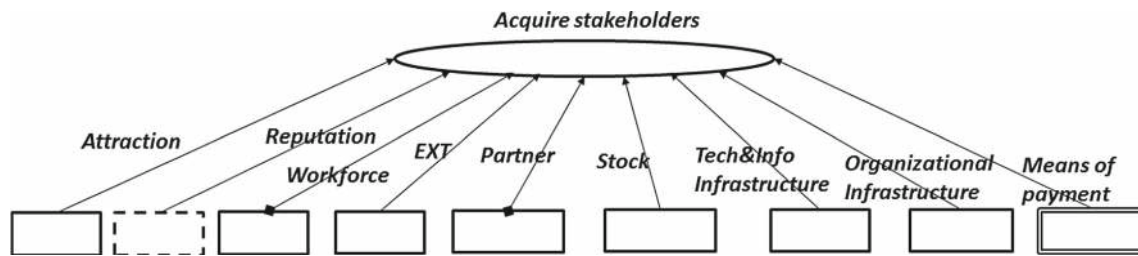 Acquire stakeholders
Attraction
Reputation
Workforce
EXT
Partner
Stock
Tech&Info
Infrastructure
Organizational
Infrastructure
Means of
payment